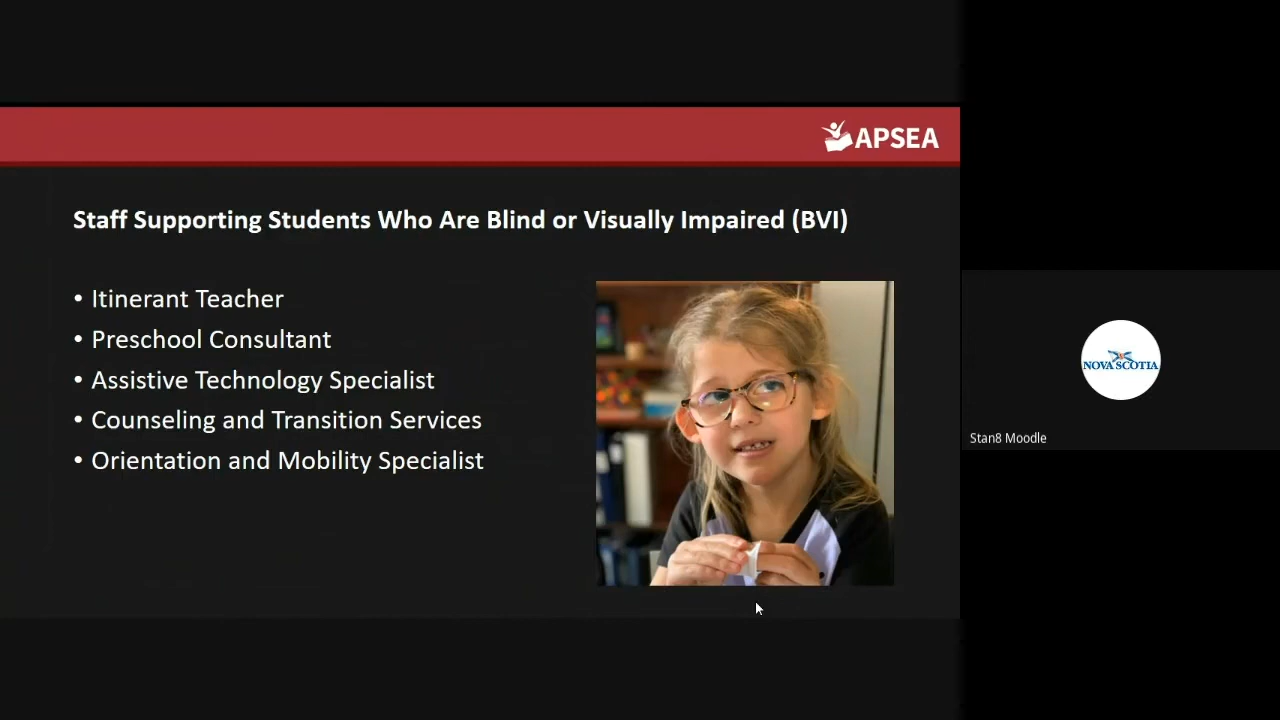 APSEA
Staff Supporting Students Who Are Blind or Visually Impaired (BVI)
• Itinerant Teacher
• Preschool Consultant
• Assistive Technology Specialist
• Counseling and Transition Services
• Orientation and Mobility Specialist
NOVA SCOTIA
Stan8 Moodle